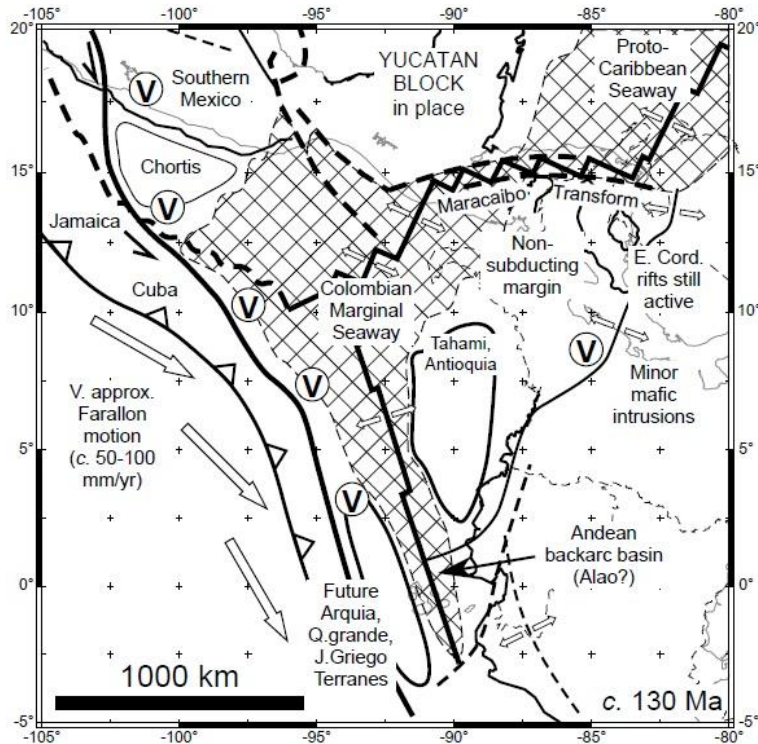 -105
-100
-95
-90
-85
-80
20°
20°
Southern
Mexico
V
YUCATAN
BLOCK
in place
Proto-
Caribbean
Seaway
15°
15°
Chortis
V
Maracaibo
Transform
Jamaica
Non-
subducting
margin
E. Cord.
rifts still
active
Cuba
Colombian
Marginal
Seaway
10°
10°
V
Tahami,
Antioquia
V
V
Minor
mafic
intrusions
V. approx.
Farallon
motion
(c. 50-100
mm/yr)
5°
5°
V
Andean
backarc basin
(Alao?)
0°
0°
Future
Arquia,
Q.grande,
J.Griego
Terranes
1000 km
c. 130 Ma
-5°
-5°
-105
-100
-95
-90
-85
-80